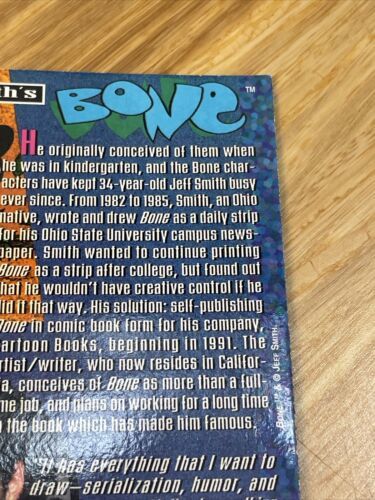 th's
BONE™
He originally conceived of them when
he was in kindergarten, and the Bone char-
acters have kept 34-year-old Jeff Smith busy
ever since. From 1982 to 1985, Smith, an Ohio
native, wrote and drew Bone as a daily strip
for his Ohio State University campus news-
paper. Smith wanted to continue printing
Bone as a strip after college, but found out
that he wouldn't have creative control if he
did it that way. His solution: self-publishing
Bone in comic book form for his company,
Cartoon Books, beginning in 1991. The
artist/writer, who now resides in Califor-
ia, conceives of Bone as more than a full-
me job, and plans on working for a long time
n the book which has made him famous.
"It has everything that I want to
draw—serialization, humor, and
BONE ™ & © JEFF SMITH.